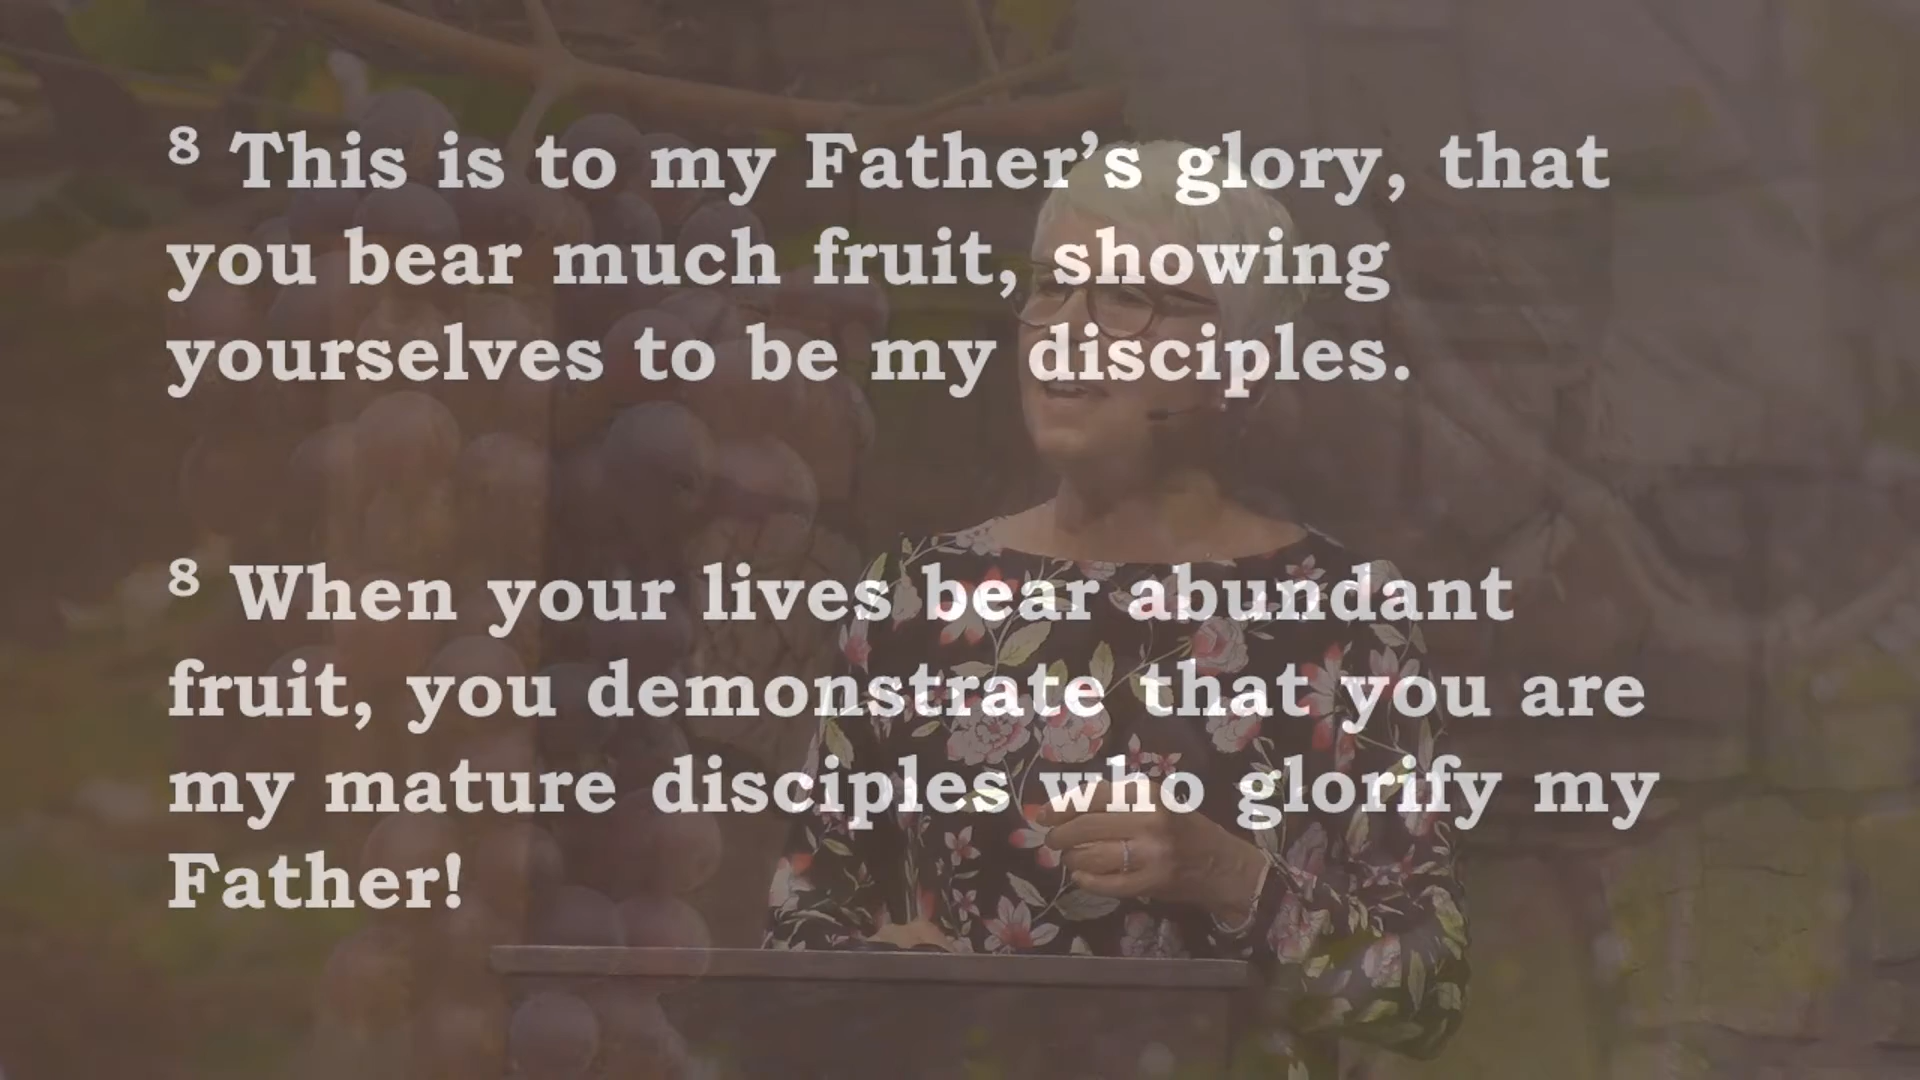 ⁸ This is to my Father’s glory, that
you bear much fruit, showing
yourselves to be my disciples.
⁸ When your lives bear abundant
fruit, you demonstrate that you are
my mature disciples who glorify my
Father!